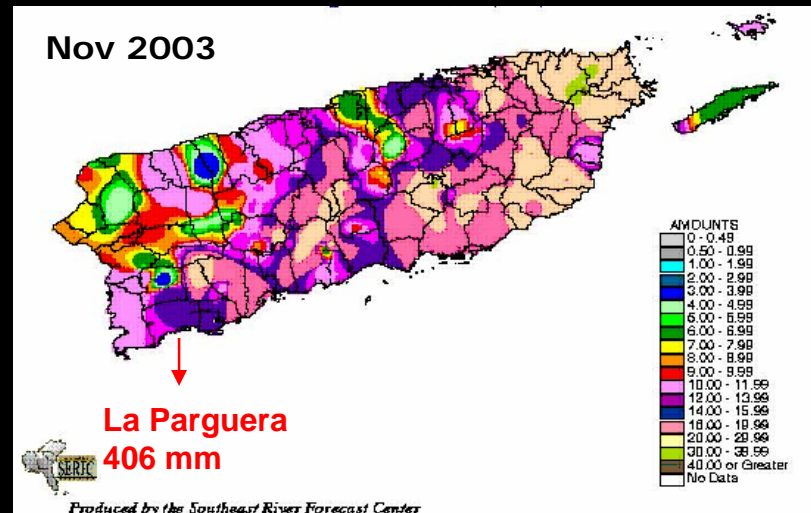 Nov 2003
AMOUNTS
0 - 0.49
0.50 - 0.99
1.00 - 1.99
2.00 - 2.99
3.00 - 3.99
4.00 - 4.99
5.00 - 5.99
6.00 - 6.99
7.00 - 7.99
8.00 - 8.99
9.00 - 9.99
10.00 - 11.99
12.00 - 13.99
14.00 - 15.99
16.00 - 19.99
20.00 - 29.99
30.00 - 39.99
40.00 or Greater
No Data
La Parguera
406 mm
SERFC
Produced by the Southeast River Forecast Center